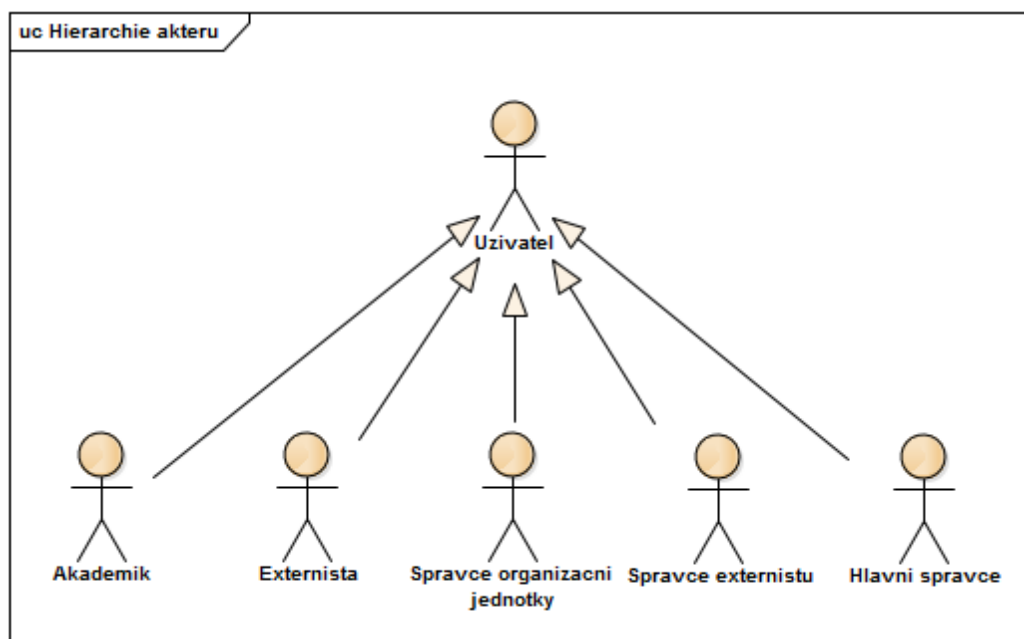 uc Hierarchie akteru
Uzivatel
Akademik
Externista
Spravce organizacni
jednotky
Spravce externistu
Hlavni spravce